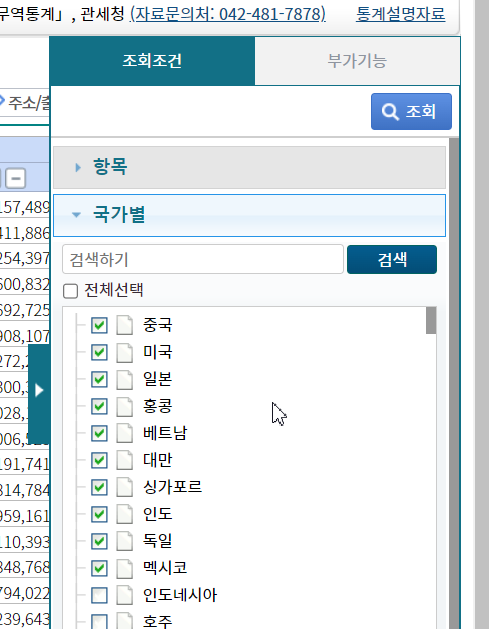 무역통계」, 관세청 (자료문의처: 042-481-7878) 통계설명자료
조회조건 부가기능
주소/출
조회
항목
157,489
국가별
411,886
254,397
검색하기 검색
600,832
전체선택
692,725
중국
908,107
미국
272,2
일본
300,
홍콩
028,
베트남
006,
대만
191,741
싱가포르
814,784
인도
959,161
독일
110,393
멕시코
348,768
인도네시아
794,022
호주
239,643